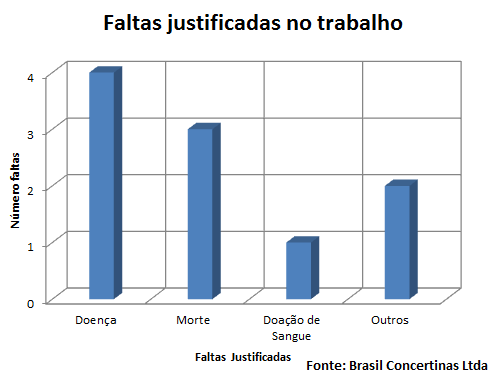 Faltas justificadas no trabalho
Número faltas
4
3
2
1
0
Doença
Morte
Doação de
Sangue
Outros
Faltas Justificadas
Fonte: Brasil Concertinas Ltda